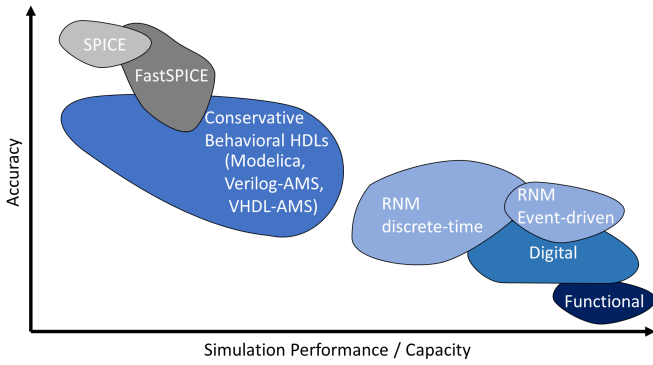 SPICE
FastSPICE
Conservative
Behavioral HDLs
(Modelica,
Verilog-AMS,
VHDL-AMS)
RNM
discrete-time
RNM
Event-driven
Digital
Functional
Accuracy
Simulation Performance / Capacity